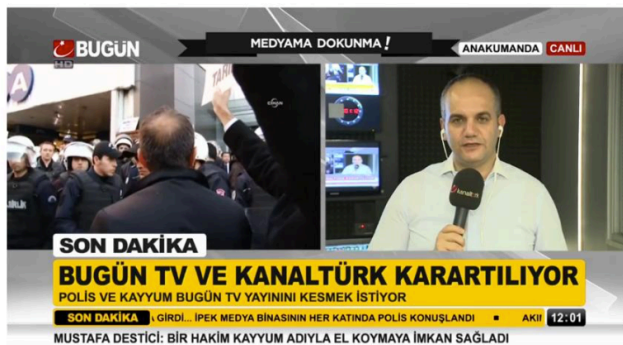 BUGÜN
HD
MEDYAMA DOKUNMA!
ANAKUMANDA CANLI
kanaltürk
SON DAKİKA
BUGÜN TV VE KANALTÜRK KARARTILIYOR
POLİS VE KAYYUM BUGÜN TV YAYININI KESMEK İSTİYOR
SON DAKİKA GİRDİ... İPEK MEDYA BİNASININ HER KATINDA POLİS KONUŞLANDI ▪ AKI 12:01
MUSTAFA DESTİCİ: BİR HAKİM KAYYUM ADIYLA EL KOYMAYA İMKAN SAĞLADI